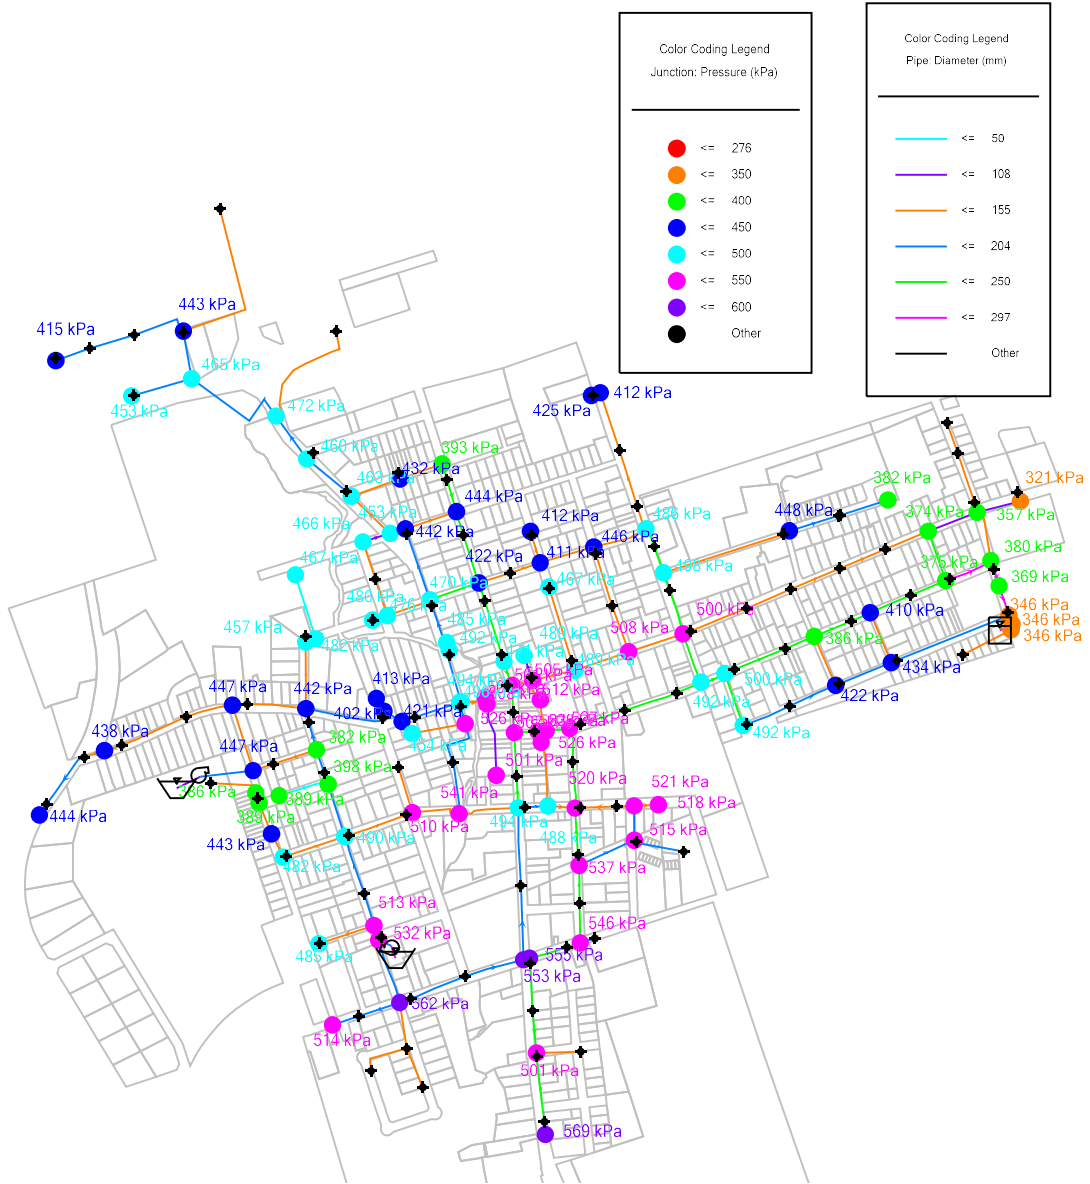 Color Coding Legend
Junction: Pressure (kPa)
<= 276
<= 350
<= 400
<= 450
<= 500
<= 550
<= 600
Other
Color Coding Legend
Pipe: Diameter (mm)
<= 50
<= 108
<= 155
<= 204
<= 250
<= 297
Other
443 kPa
415 kPa
465 kPa
453 kPa
472 kPa
412 kPa
425 kPa
460 kPa
393 kPa
432 kPa
463 kPa
382 kPa
321 kPa
444 kPa
453 kPa
374 kPa
357 kPa
448 kPa
486 kPa
412 kPa
466 kPa
442 kPa
446 kPa
422 kPa
411 kPa
380 kPa
375 kPa
467 kPa
467 kPa
498 kPa
369 kPa
470 kPa
480 kPa
476 kPa
485 kPa
500 kPa
410 kPa
346 kPa
346 kPa
346 kPa
457 kPa
482 kPa
492 kPa
489 kPa
508 kPa
386 kPa
489 kPa
434 kPa
505 kPa
494 kPa
500 kPa
512 kPa
447 kPa
442 kPa
413 kPa
402 kPa
421 kPa
492 kPa
422 kPa
526 kPa
492 kPa
438 kPa
382 kPa
454 kPa
526 kPa
447 kPa
398 kPa
501 kPa
520 kPa
386 kPa
389 kPa
541 kPa
521 kPa
518 kPa
444 kPa
389 kPa
510 kPa
494 kPa
515 kPa
443 kPa
490 kPa
488 kPa
482 kPa
537 kPa
513 kPa
532 kPa
546 kPa
485 kPa
555 kPa
553 kPa
562 kPa
514 kPa
501 kPa
569 kPa